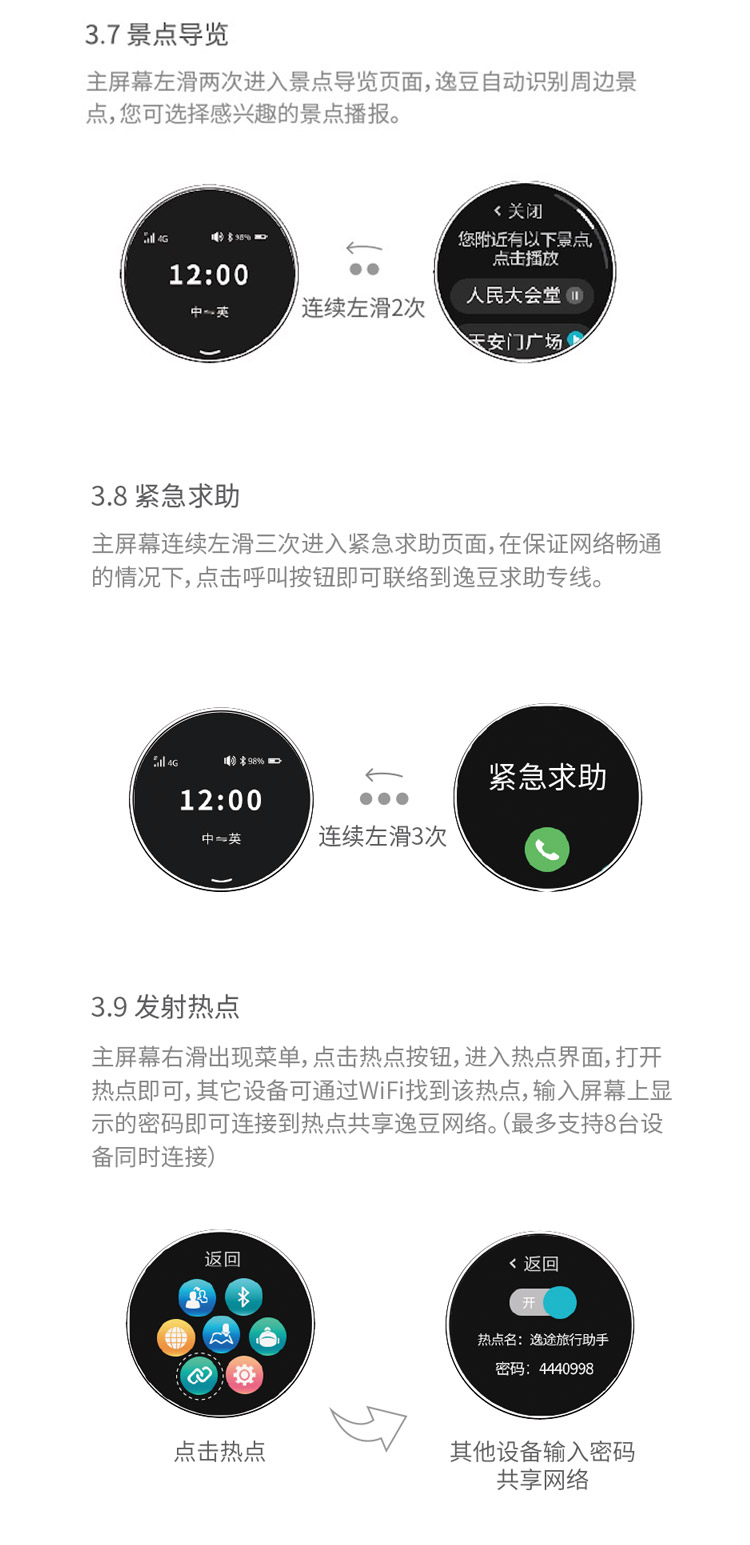 3.7 景点导览
主屏幕左滑两次进入景点导览页面，逸豆自动识别周边景
点，您可选择感兴趣的景点播报。
4G 98%
12:00
中⇋英
连续左滑2次
< 关闭
您附近有以下景点,
点击播放
人民大会堂
天安门广场
3.8 紧急求助
主屏幕连续左滑三次进入紧急求助页面，在保证网络畅通
的情况下，点击呼叫按钮即可联络到逸豆求助专线。
4G 98%
12:00
中⇋英
连续左滑3次
紧急求助
3.9 发射热点
主屏幕右滑出现菜单，点击热点按钮，进入热点界面，打开
热点即可，其它设备可通过WiFi找到该热点，输入屏幕上显
示的密码即可连接到热点共享逸豆网络。（最多支持8台设
备同时连接）
返回
点击热点
< 返回
开
热点名：逸途旅行助手
密码：4440998
其他设备输入密码
共享网络